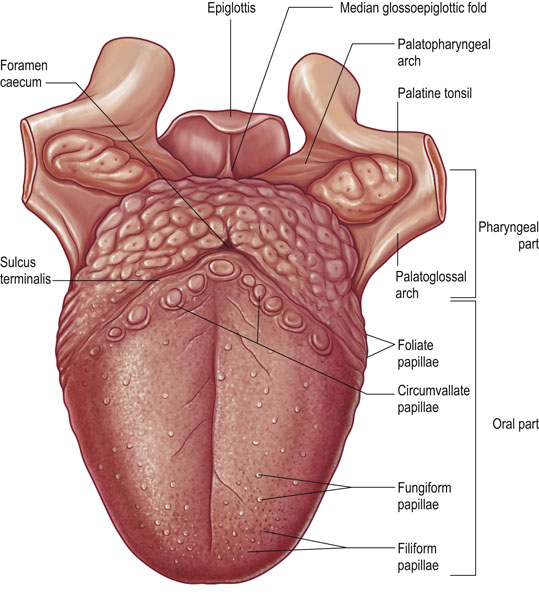 Epiglottis
Median glossoepiglottic fold
Palatopharyngeal
arch
Foramen
caecum
Palatine tonsil
Pharyngeal
part
Sulcus
terminalis
Palatoglossal
arch
Foliate
papillae
Circumvallate
papillae
Oral part
Fungiform
papillae
Filiform
papillae